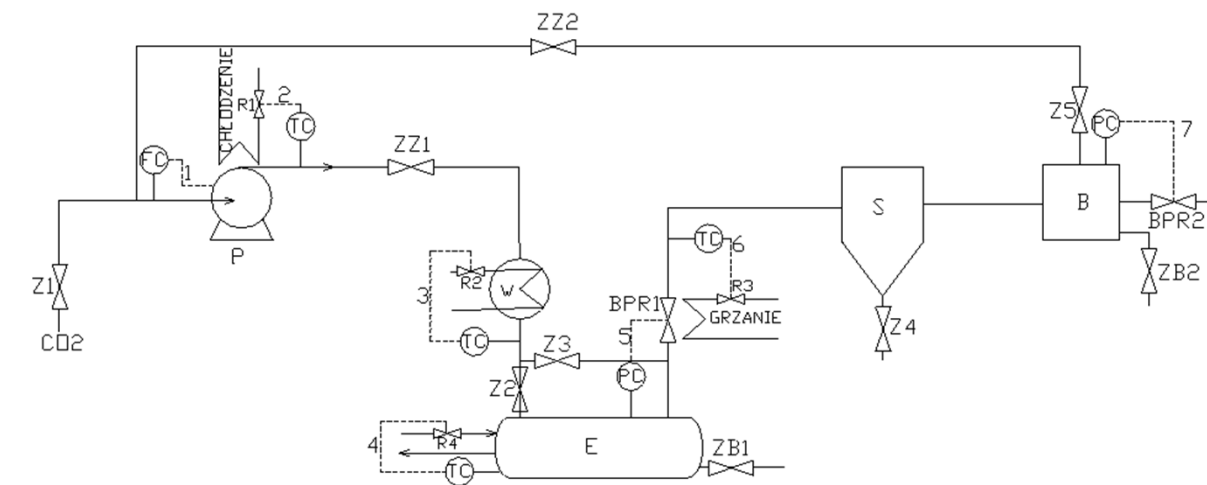 ZZ2
CHŁODZENIE
R1
2
TC
Z5
PC
7
FC
1
ZZ1
S
B
BPR2
P
TC
6
ZB2
Z1
R2
W
3
BPR1
R3
GRZANIE
Z4
CO2
TC
Z3
5
Z2
PC
4
R4
E
TC
ZB1